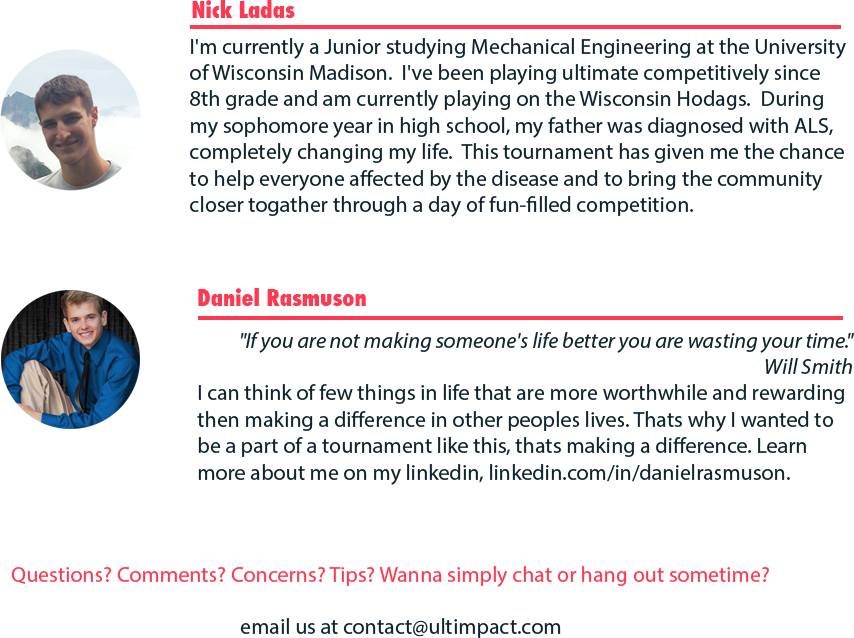 Nick Ladas
I'm currently a Junior studying Mechanical Engineering at the University
of Wisconsin Madison.  I've been playing ultimate competitively since
8th grade and am currently playing on the Wisconsin Hodags.  During
my sophomore year in high school, my father was diagnosed with ALS,
completely changing my life.  This tournament has given me the chance
to help everyone affected by the disease and to bring the community
closer togather through a day of fun-filled competition.
Daniel Rasmuson
"If you are not making someone's life better you are wasting your time."
Will Smith
I can think of few things in life that are more worthwhile and rewarding
then making a difference in other peoples lives. Thats why I wanted to
be a part of a tournament like this, thats making a difference. Learn
more about me on my linkedin, linkedin.com/in/danielrasmuson.
Questions? Comments? Concerns? Tips? Wanna simply chat or hang out sometime?
email us at contact@ultimpact.com